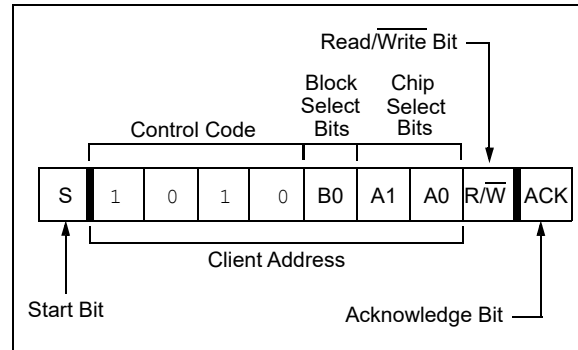 Read/Write Bit
Block Select Bits
Chip Select Bits
Control Code
S 1 0 1 0 B0 A1 A0 R/W ACK
Client Address
Start Bit
Acknowledge Bit